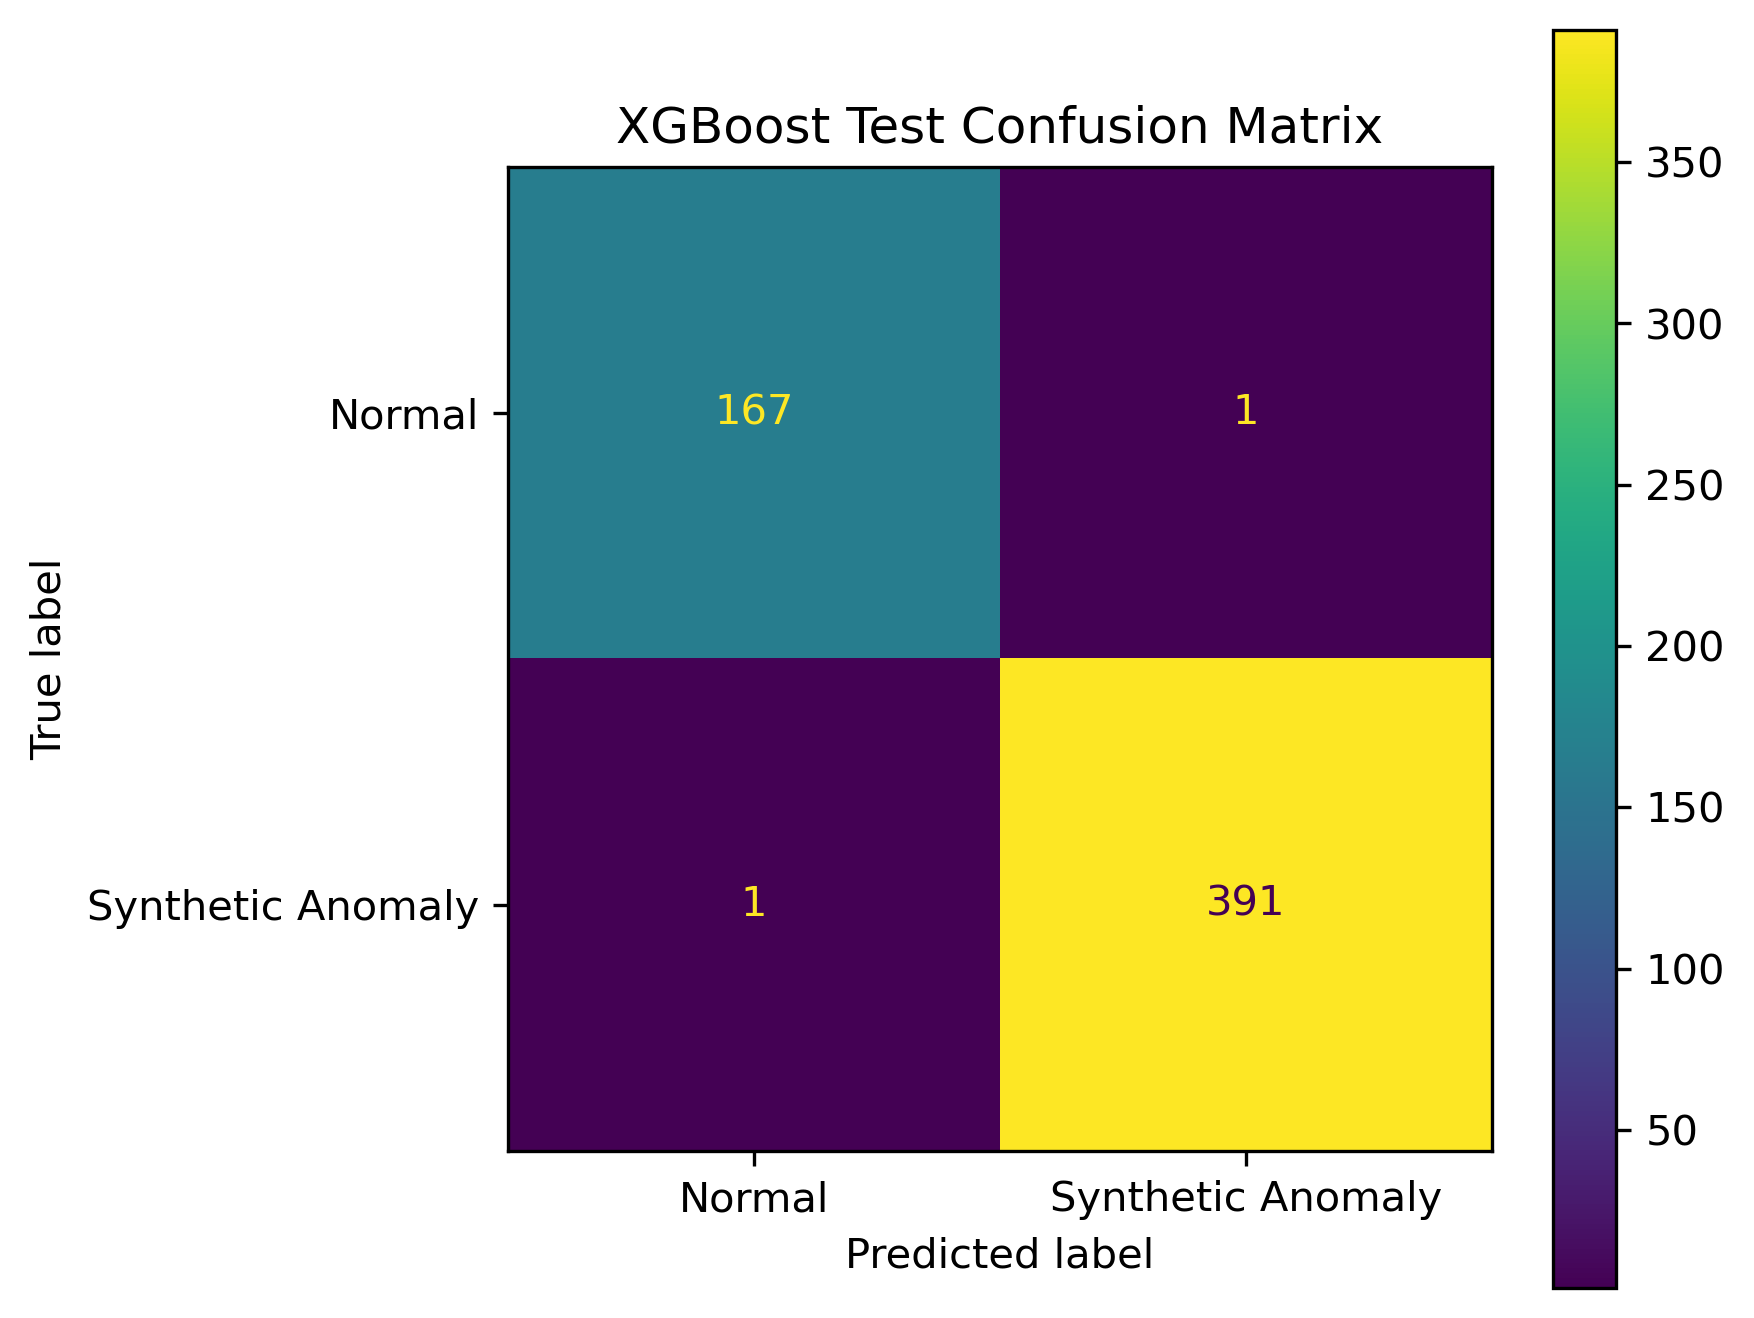 XGBoost Test Confusion Matrix
350
300
250
200
150
100
50
Normal
167
1
Synthetic Anomaly
1
391
True label
Normal
Synthetic Anomaly
Predicted label